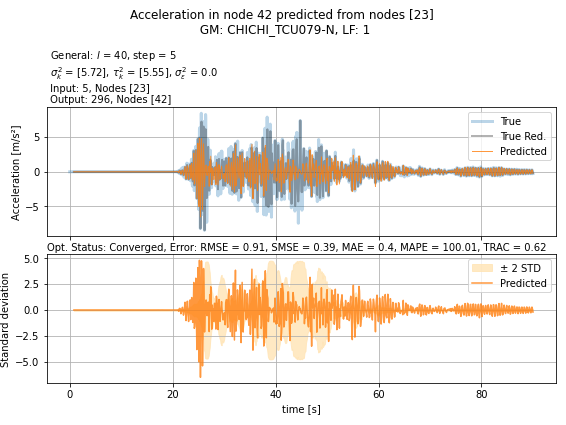 Acceleration in node 42 predicted from nodes [23]
GM: CHICHI_TCU079-N, LF: 1
General: l = 40, step = 5
σ²ₖ = [5.72], τ²ₖ = [5.55], σ²ε = 0.0
Input: 5, Nodes [23]
Output: 296, Nodes [42]
Acceleration [m/s²]
5
0
−5
True
True Red.
Predicted
Opt. Status: Converged, Error: RMSE = 0.91, SMSE = 0.39, MAE = 0.4, MAPE = 100.01, TRAC = 0.62
Standard deviation
5.0
2.5
0.0
−2.5
−5.0
± 2 STD
Predicted
0 20 40 60 80
time [s]